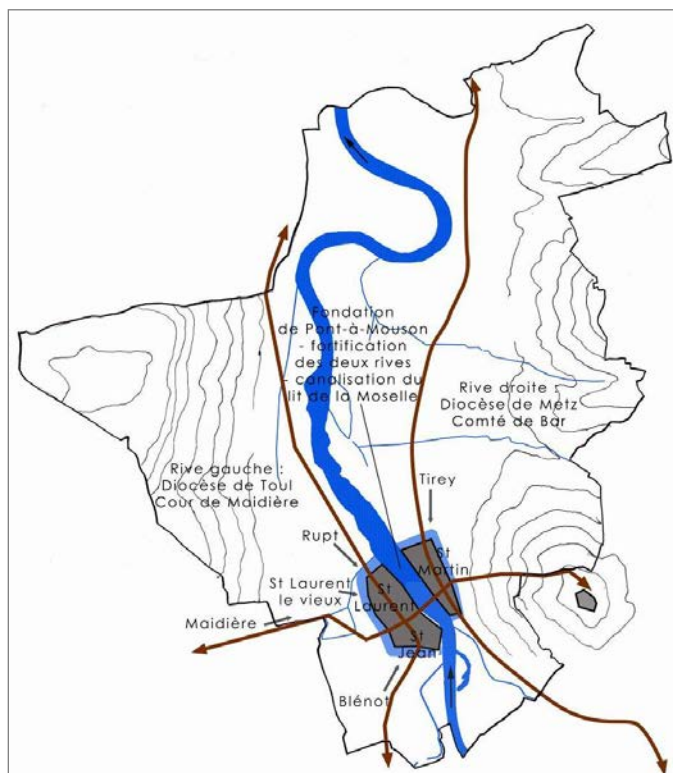 Fondation
de Pont-à-Mouson
- fortification
des deux rives
- canalisation du
lit de la Moselle
Rive droite :
Diocèse de Metz
Comté de Bar
Rive gauche :
Diocèse de Toul
Cour de Maidière
Tirey
Rupt
St
Martin
St Laurent
le vieux
St
Laurent
Maidière
St
Jean
Blénot